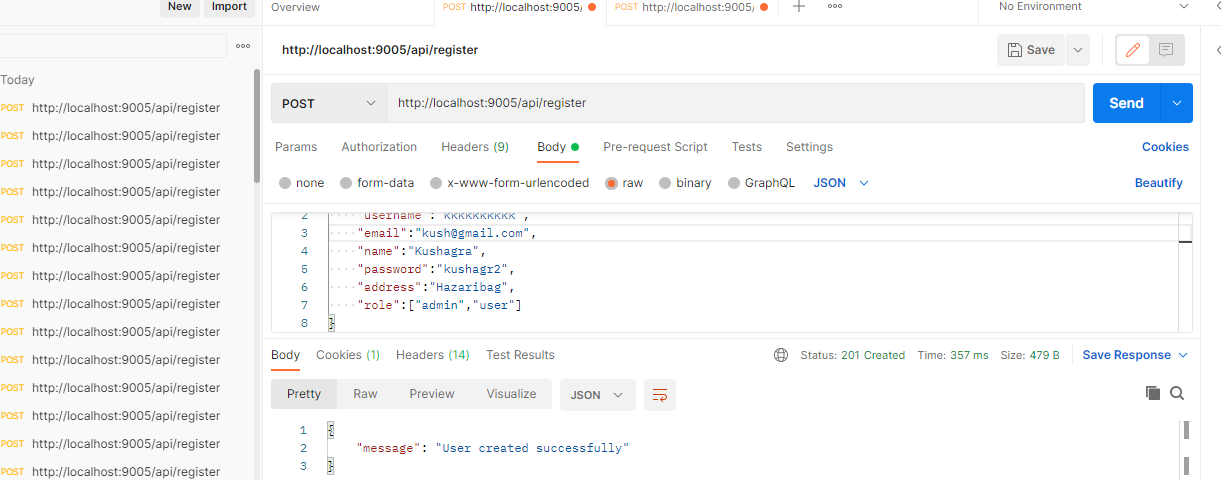 New Import
Overview
POST http://localhost:9005/
POST http://localhost:9005/
No Environment
http://localhost:9005/api/register
Save
Today
POST http://localhost:9005/api/register
POST http://localhost:9005/api/register
POST http://localhost:9005/api/register
POST http://localhost:9005/api/register
POST http://localhost:9005/api/register
POST http://localhost:9005/api/register
POST http://localhost:9005/api/register
POST http://localhost:9005/api/register
POST http://localhost:9005/api/register
POST http://localhost:9005/api/register
POST http://localhost:9005/api/register
POST http://localhost:9005/api/register
POST http://localhost:9005/api/register
POST http://localhost:9005/api/register
POST http://localhost:9005/api/register Send
Params Authorization Headers (9) Body Pre-request Script Tests Settings Cookies
none form-data x-www-form-urlencoded raw binary GraphQL JSON Beautify
2 "username":"kkkkkkkkkk",
3 "email":"kush@gmail.com",
4 "name":"Kushagra",
5 "password":"kushagr2",
6 "address":"Hazaribag",
7 "role":["admin","user"]
8 }
Body Cookies (1) Headers (14) Test Results Status: 201 Created Time: 357 ms Size: 479 B Save Response
Pretty Raw Preview Visualize JSON
1 {
2 "message": "User created successfully"
3 }